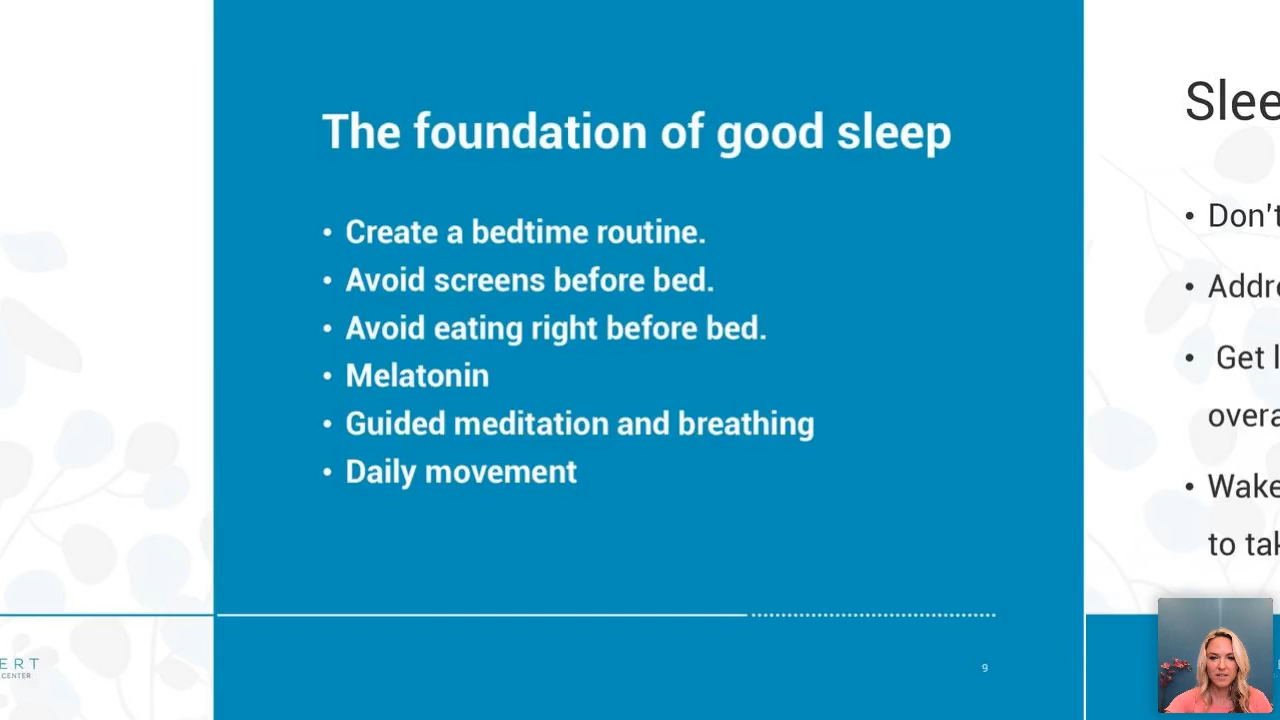 The foundation of good sleep
• Create a bedtime routine.
• Avoid screens before bed.
• Avoid eating right before bed.
• Melatonin
• Guided meditation and breathing
• Daily movement
9
ERT
CENTER
Slee
• Don't
• Addre
• Get l
overa
• Wake
to tak